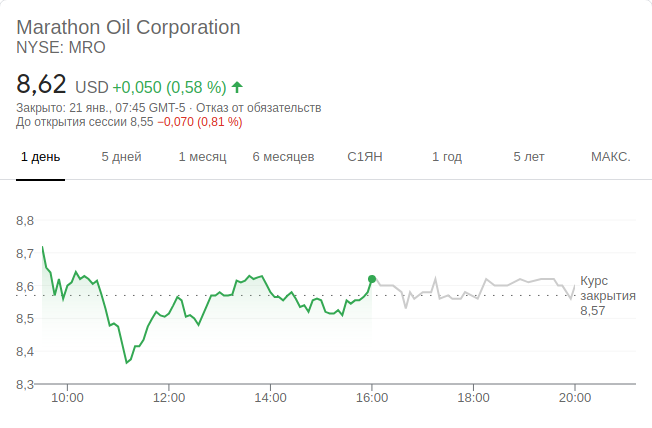 Marathon Oil Corporation
NYSE: MRO
8,62 USD +0,050 (0,58 %)
Закрыто: 21 янв., 07:45 GMT-5 · Отказ от обязательств
До открытия сессии 8,55 −0,070 (0,81 %)
1 день 5 дней 1 месяц 6 месяцев С1ЯН 1 год 5 лет МАКС.
8,8
8,7
8,6
8,5
8,4
8,3
Курс
закрытия
8,57
10:00 12:00 14:00 16:00 18:00 20:00